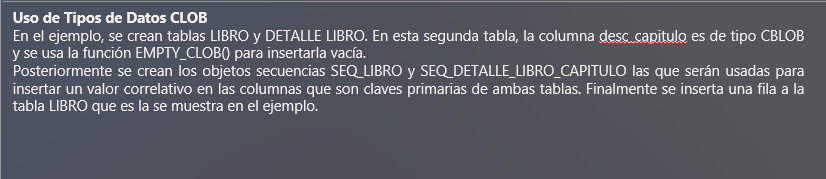 Uso de Tipos de Datos CLOB
En el ejemplo, se crean tablas LIBRO y DETALLE LIBRO. En esta segunda tabla, la columna desc_capitulo es de tipo CBLOB
y se usa la función EMPTY_CLOB() para insertarla vacía.
Posteriormente se crean los objetos secuencias SEQ_LIBRO y SEQ_DETALLE_LIBRO_CAPITULO las que serán usadas para
insertar un valor correlativo en las columnas que son claves primarias de ambas tablas. Finalmente se inserta una fila a la
tabla LIBRO que es la se muestra en el ejemplo.